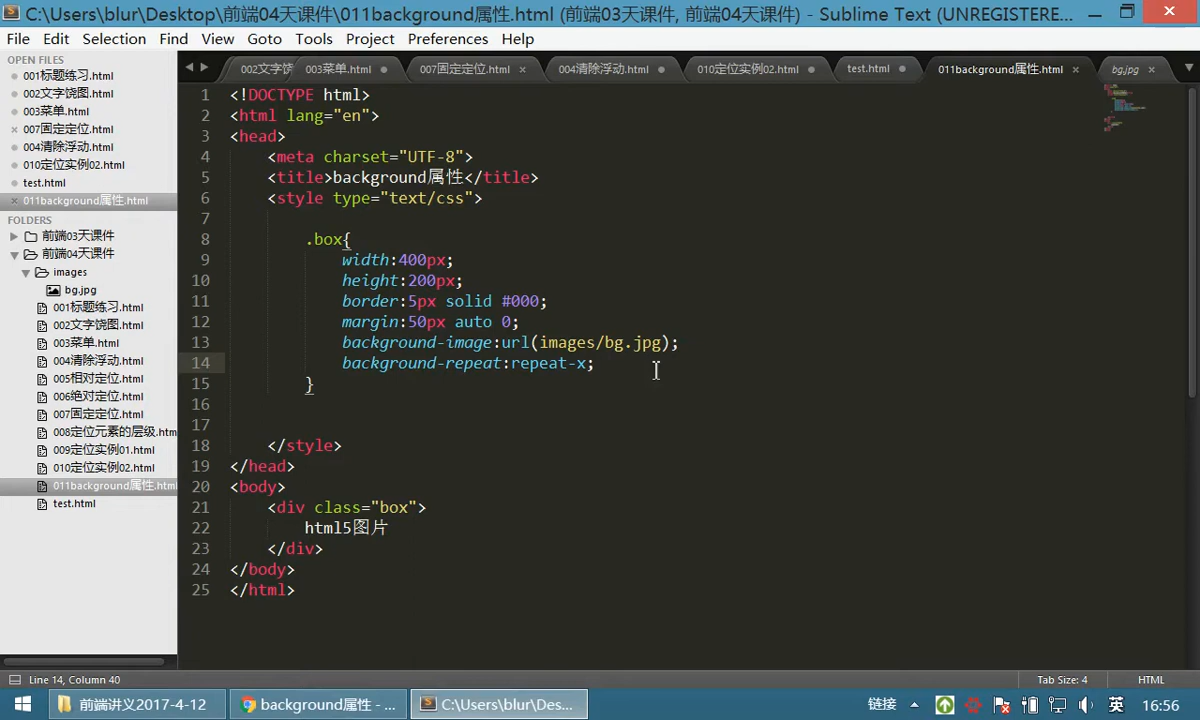 C:\Users\blur\Desktop\前端04天课件\011background属性.html (前端03天课件, 前端04天课件) - Sublime Text (UNREGISTERE...
File Edit Selection Find View Goto Tools Project Preferences Help
OPEN FILES
001标题练习.html
002文字饶图.html
003菜单.html
007固定定位.html
004清除浮动.html
010定位实例02.html
test.html
011background属性.html
FOLDERS
前端03天课件
前端04天课件
images
bg.jpg
001标题练习.html
002文字饶图.html
003菜单.html
004清除浮动.html
005相对定位.html
006绝对定位.html
007固定定位.html
008定位元素的层级.htm
009定位实例01.html
010定位实例02.html
011background属性.html
test.html
002文字饶 003菜单.html 007固定定位.html 004清除浮动.html 010定位实例02.html test.html 011background属性.html bg.jpg
1 <!DOCTYPE html>
2 <html lang="en">
3 <head>
4 <meta charset="UTF-8">
5 <title>background属性</title>
6 <style type="text/css">
7
8 .box{
9 width:400px;
10 height:200px;
11 border:5px solid #000;
12 margin:50px auto 0;
13 background-image:url(images/bg.jpg);
14 background-repeat:repeat-x;
15 }
16
17
18 </style>
19 </head>
20 <body>
21 <div class="box">
22 html5图片
23 </div>
24 </body>
25 </html>
Line 14, Column 40 Tab Size: 4 HTML
前端讲义2017-4-12 background属性 - ... C:\Users\blur\Des... 链接 英 16:56